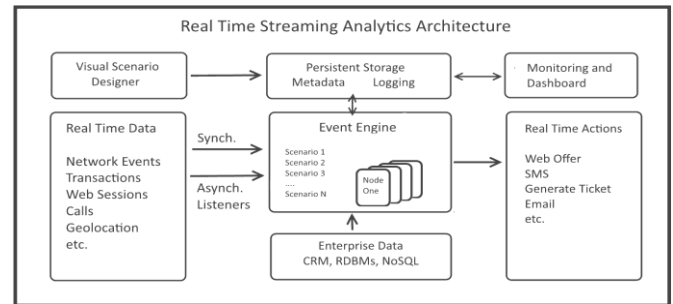 Real Time Streaming Analytics Architecture
Visual Scenario
Designer
Persistent Storage
Metadata Logging
Monitoring and
Dashboard
Real Time Data
Network Events
Transactions
Web Sessions
Calls
Geolocation
etc.
Synch.
Asynch.
Listeners
Event Engine
Scenario 1
Scenario 2
Scenario 3
....
Scenario N
Node
One
Real Time Actions
Web Offer
SMS
Generate Ticket
Email
etc.
Enterprise Data
CRM, RDBMs, NoSQL